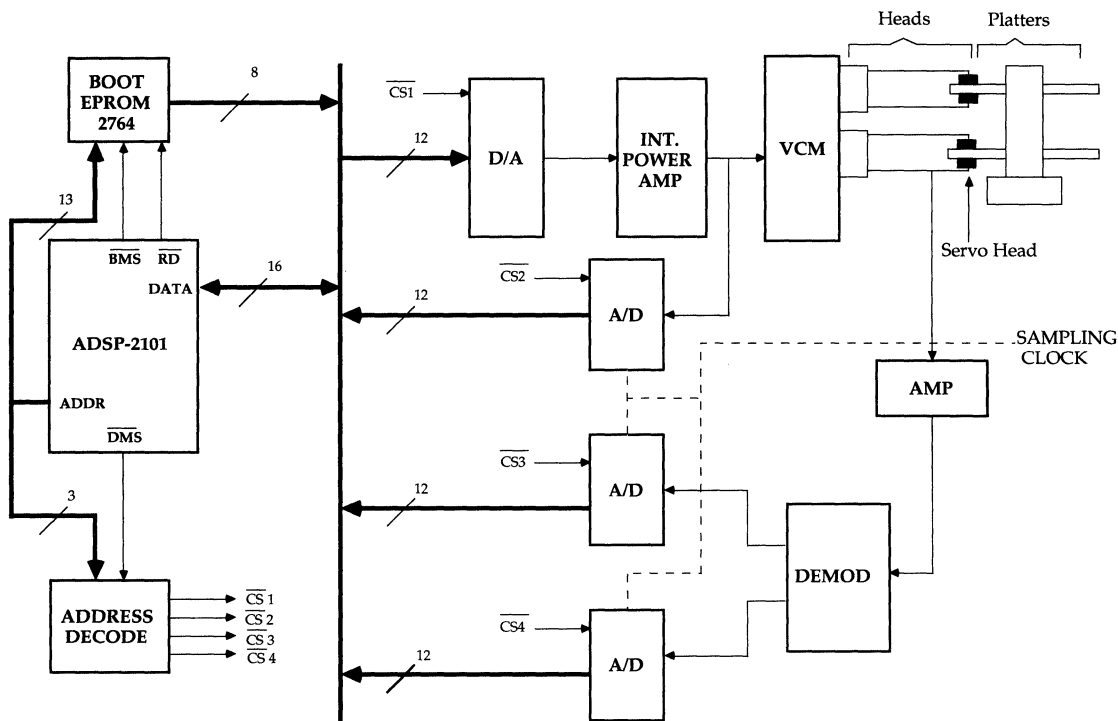 Heads
Platters
BOOT
EPROM
2764
8
CS1
12
D/A
INT.
POWER
AMP
VCM
13
BMS
RD
DATA
16
ADSP-2101
ADDR
DMS
Servo Head
CS2
12
A/D
SAMPLING
CLOCK
AMP
CS3
12
A/D
3
DEMOD
ADDRESS
DECODE
CS 1
CS 2
CS 3
CS 4
CS4
12
A/D